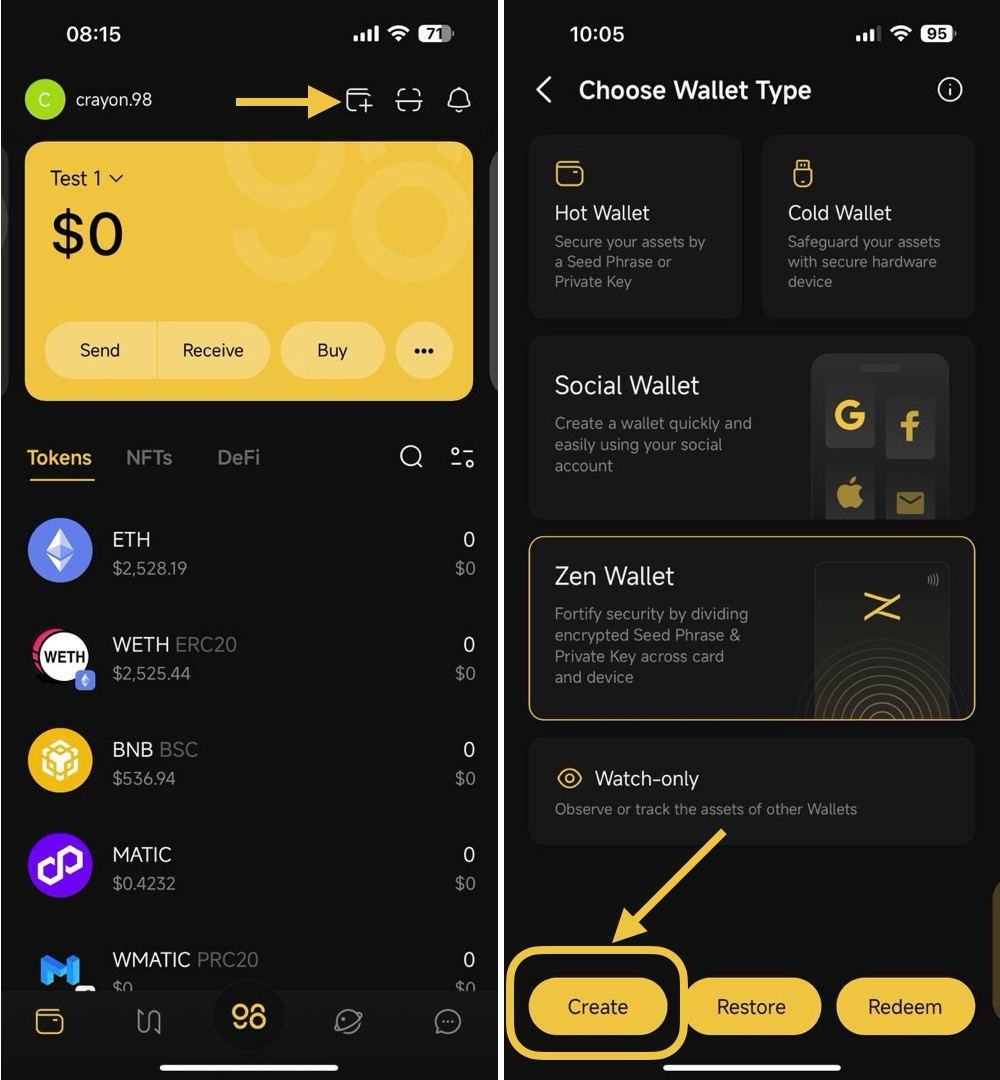 08:15
71
C
crayon.98
Test 1
$0
Send
Receive
Buy
Tokens
NFTs
DeFi
ETH
0
$2,528.19
$0
WETH
WETH ERC20
0
$2,525.44
$0
BNB BSC
0
$536.94
$0
MATIC
0
$0.4232
$0
WMATIC PRC20
0
$0
$0
98
10:05
95
Choose Wallet Type
Hot Wallet
Secure your assets by
a Seed Phrase or
Private Key
Cold Wallet
Safeguard your assets
with secure hardware
device
Social Wallet
Create a wallet quickly and
easily using your social
account
G
f
Zen Wallet
Fortify security by dividing
encrypted Seed Phrase &
Private Key across card
and device
Watch-only
Observe or track the assets of other Wallets
Create
Restore
Redeem